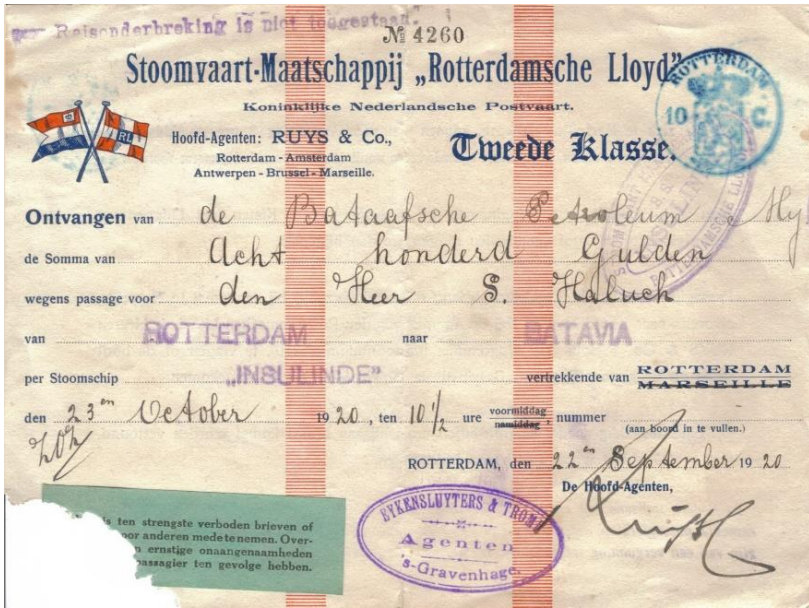 Reisonderbreking is niet toegestaan.
No 4260
Stoomvaart-Maatschappij „Rotterdamsche Lloyd”
Koninklijke Nederlandsche Postvaart.
ROTTERDAM
10 C.
RL
Hoofd-Agenten: RUYS & Co.,
Rotterdam - Amsterdam
Antwerpen - Brussel - Marseille.
Tweede Klasse.
Ontvangen van de Bataafsche Petroleum Mij
de Somma van Acht honderd Gulden
wegens passage voor den Heer S. Haluch
van ROTTERDAM naar BATAVIA
per Stoomschip „INSULINDE” vertrekkende van ROTTERDAM
MARSEILLE
den 23en October 1920, ten 10 1/2 ure voormiddag
namiddag, nummer
(aan boord in te vullen.)
ROTTERDAM, den 22en September 1920
De Hoofd-Agenten,
EYKENSLUYTERS & TROMP
Agenten
's-Gravenhage.
ten strengste verboden brieven of
voor anderen mede te nemen. Over-
ernstige onaangenaamheden
passagier ten gevolge hebben.